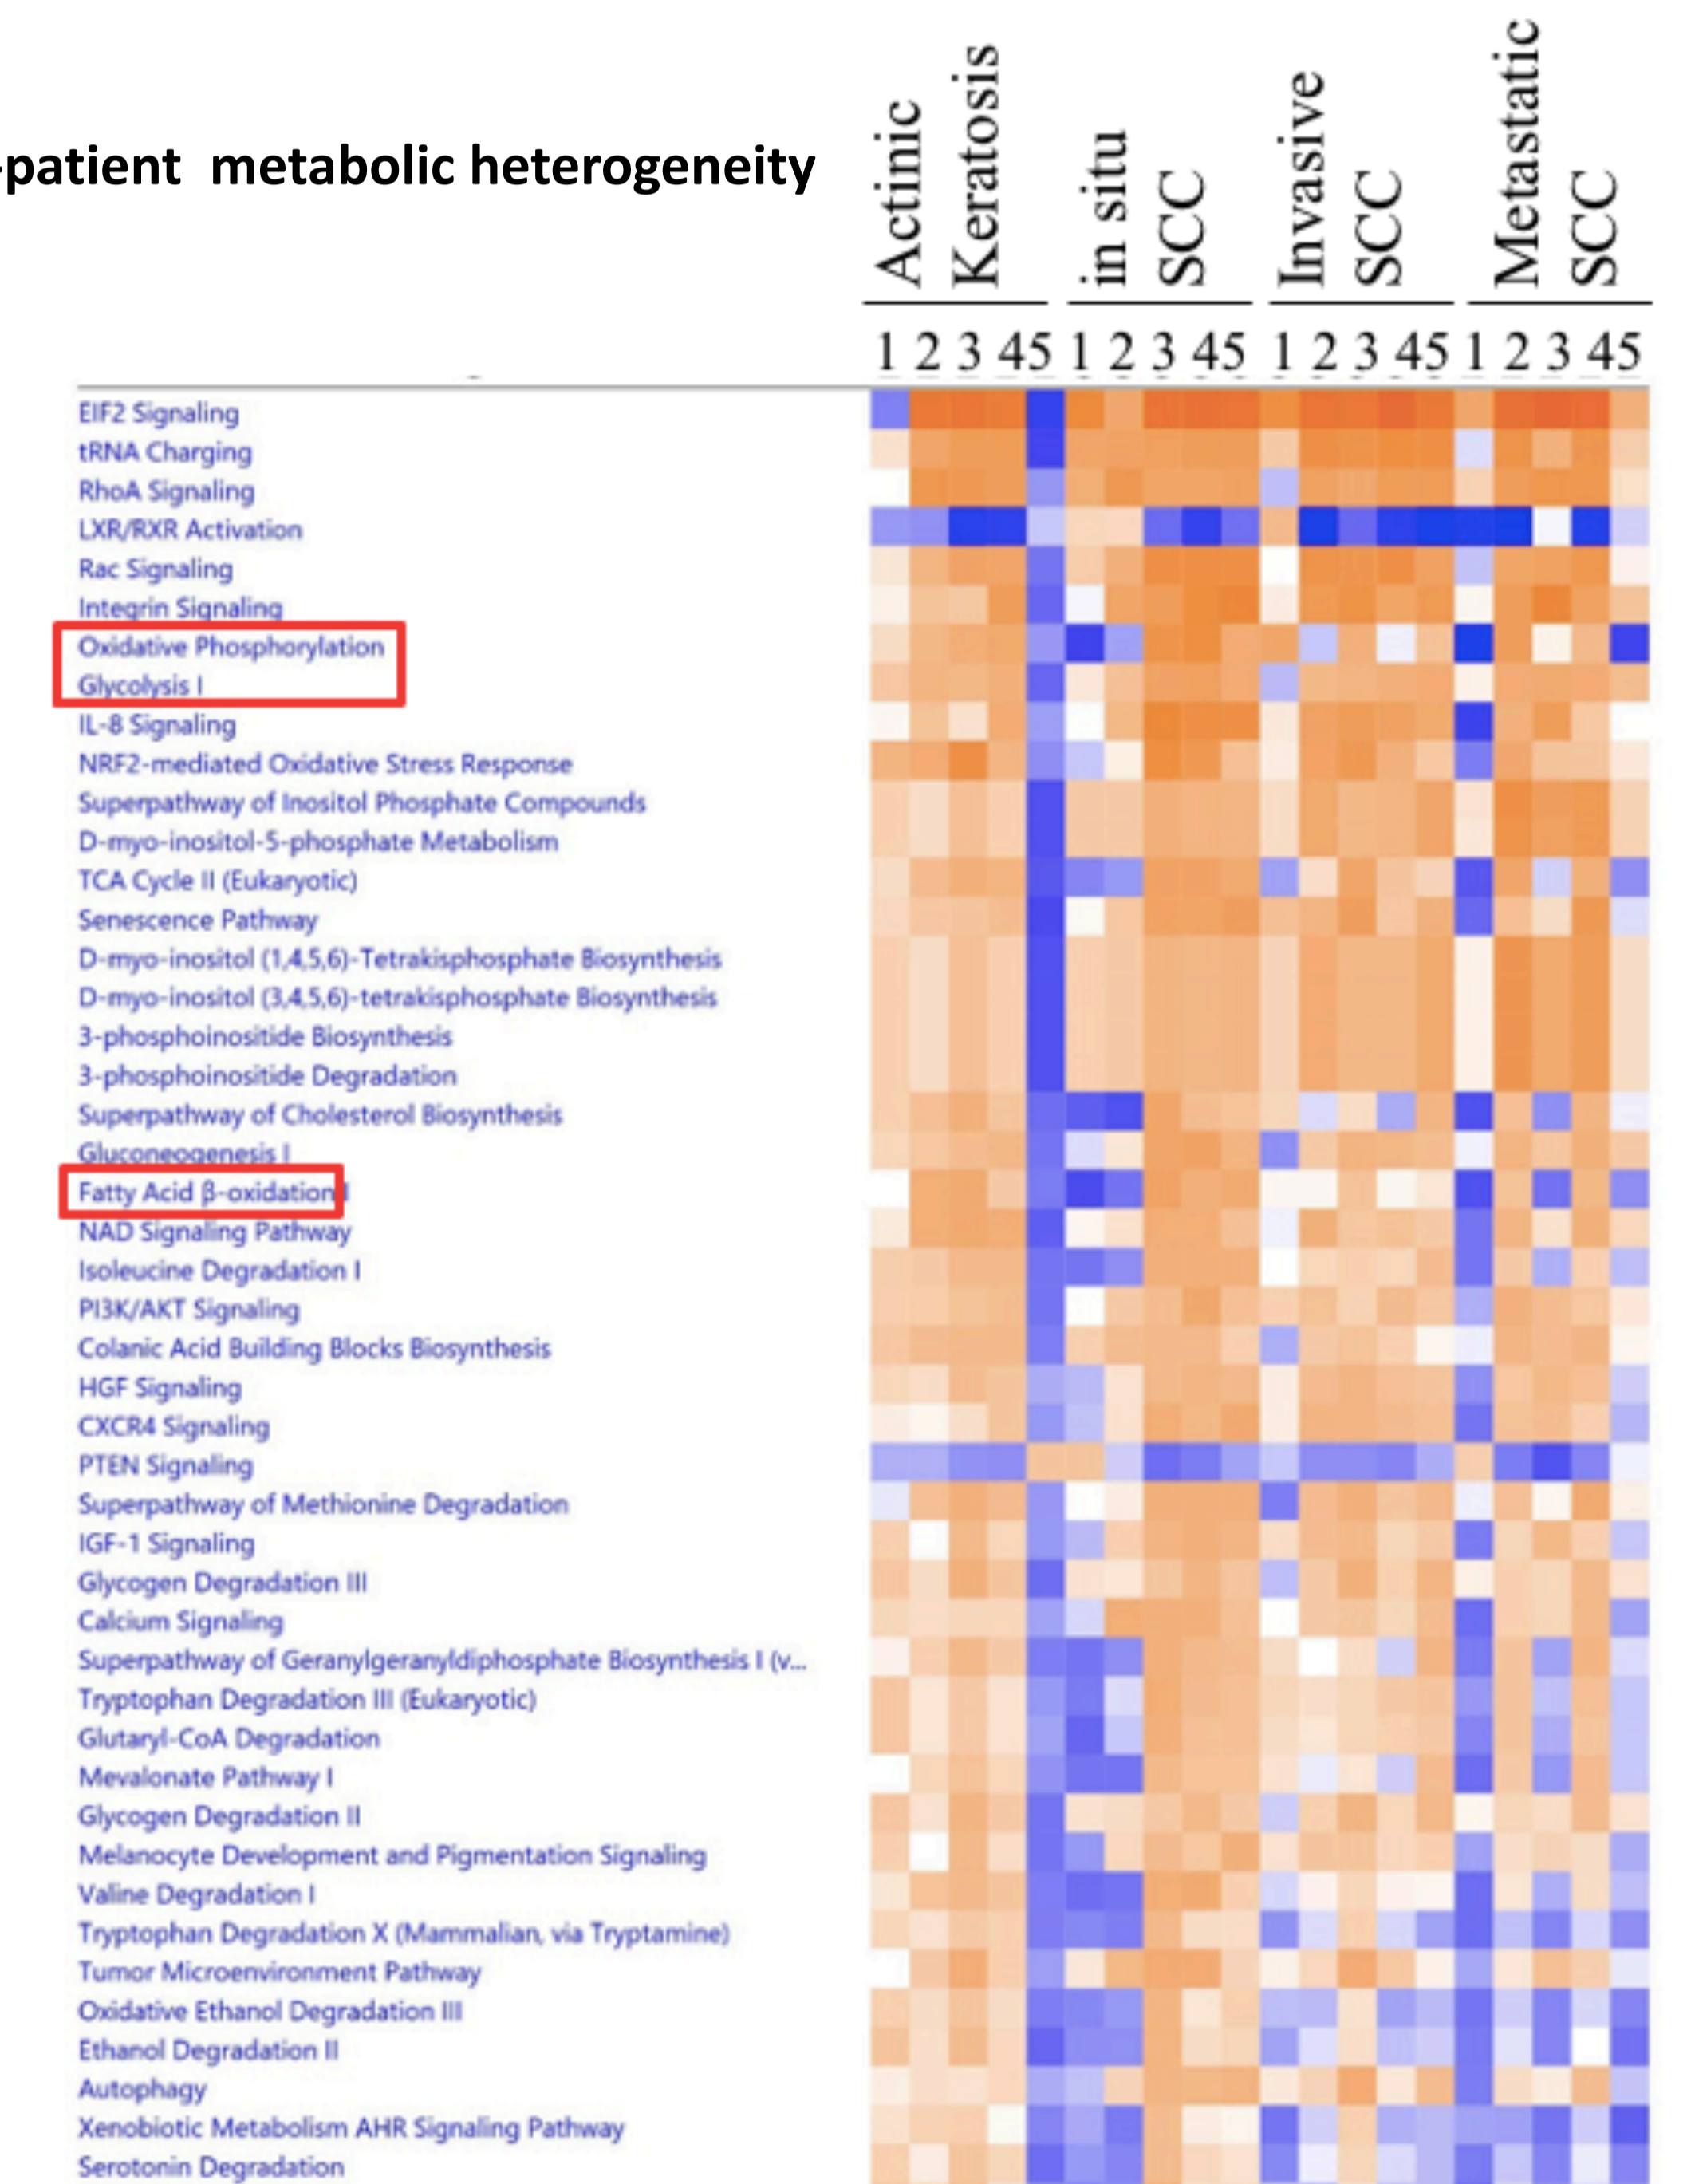 -patient metabolic heterogeneity
Actinic
Keratosis
in situ
SCC
Invasive
SCC
Metastatic
SCC
1 2 3 45 1 2 3 45 1 2 3 45 1 2 3 45
EIF2 Signaling
tRNA Charging
RhoA Signaling
LXR/RXR Activation
Rac Signaling
Integrin Signaling
Oxidative Phosphorylation
Glycolysis I
IL-8 Signaling
NRF2-mediated Oxidative Stress Response
Superpathway of Inositol Phosphate Compounds
D-myo-inositol-5-phosphate Metabolism
TCA Cycle II (Eukaryotic)
Senescence Pathway
D-myo-inositol (1,4,5,6)-Tetrakisphosphate Biosynthesis
D-myo-inositol (3,4,5,6)-tetrakisphosphate Biosynthesis
3-phosphoinositide Biosynthesis
3-phosphoinositide Degradation
Superpathway of Cholesterol Biosynthesis
Gluconeogenesis I
Fatty Acid β-oxidation I
NAD Signaling Pathway
Isoleucine Degradation I
PI3K/AKT Signaling
Colanic Acid Building Blocks Biosynthesis
HGF Signaling
CXCR4 Signaling
PTEN Signaling
Superpathway of Methionine Degradation
IGF-1 Signaling
Glycogen Degradation III
Calcium Signaling
Superpathway of Geranylgeranyldiphosphate Biosynthesis I (v...
Tryptophan Degradation III (Eukaryotic)
Glutaryl-CoA Degradation
Mevalonate Pathway I
Glycogen Degradation II
Melanocyte Development and Pigmentation Signaling
Valine Degradation I
Tryptophan Degradation X (Mammalian, via Tryptamine)
Tumor Microenvironment Pathway
Oxidative Ethanol Degradation III
Ethanol Degradation II
Autophagy
Xenobiotic Metabolism AHR Signaling Pathway
Serotonin Degradation